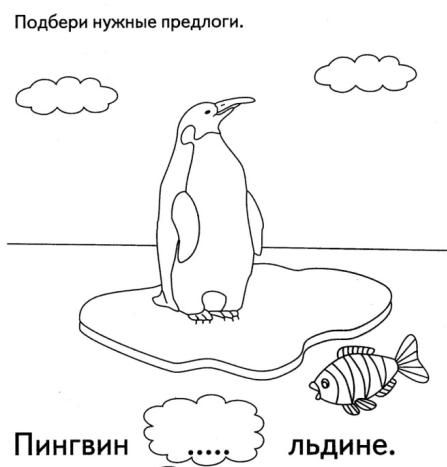 Подбери нужные предлоги.
Пингвин ..... льдине.